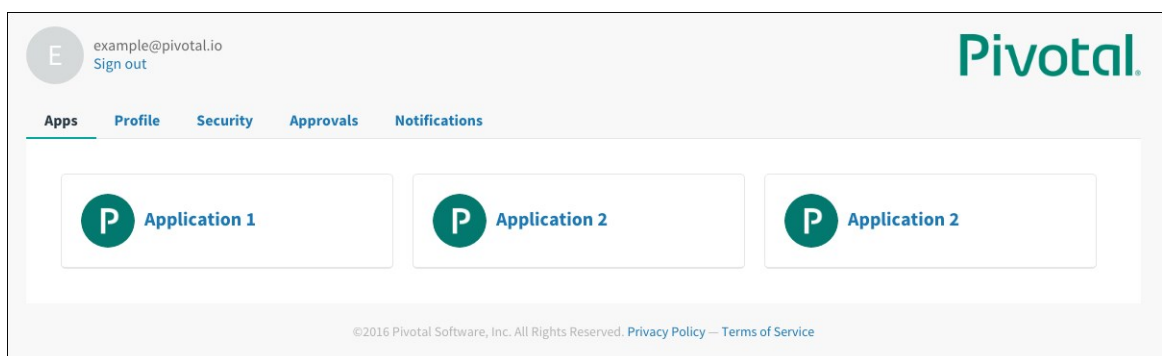 E
example@pivotal.io
Sign out
Pivotal.
Apps Profile Security Approvals Notifications
P Application 1 P Application 2 P Application 2
©2016 Pivotal Software, Inc. All Rights Reserved. Privacy Policy — Terms of Service